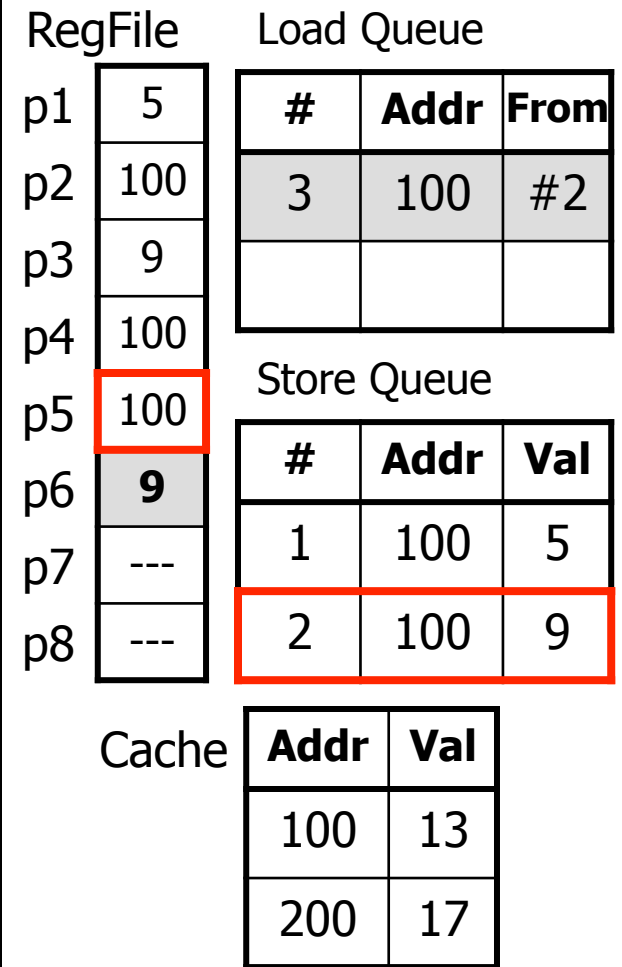 RegFile
p1 5
p2 100
p3 9
p4 100
p5 100
p6 9
p7 ---
p8 ---
Load Queue
# Addr From
3 100 #2
Store Queue
# Addr Val
1 100 5
2 100 9
Cache
Addr Val
100 13
200 17